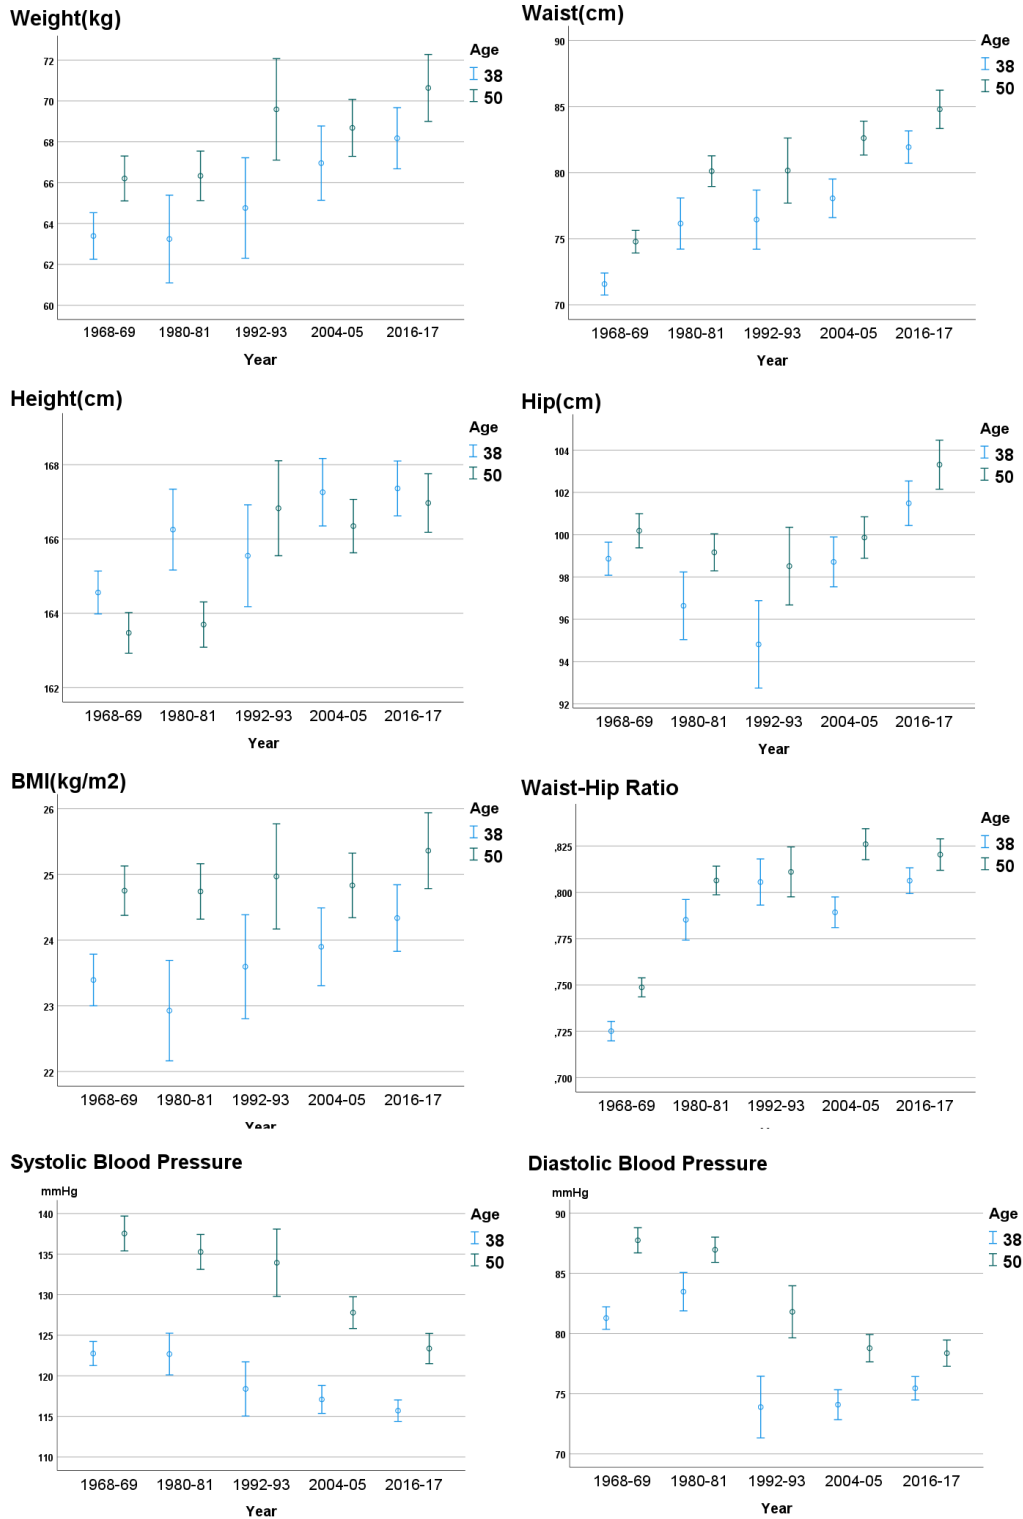 Weight(kg)
72
70
68
66
64
62
60
1968-69 1980-81 1992-93 2004-05 2016-17
Year
Age
38
50
Waist(cm)
90
85
80
75
70
1968-69 1980-81 1992-93 2004-05 2016-17
Year
Age
38
50
Height(cm)
168
166
164
162
1968-69 1980-81 1992-93 2004-05 2016-17
Year
Age
38
50
Hip(cm)
104
102
100
98
96
94
92
1968-69 1980-81 1992-93 2004-05 2016-17
Year
Age
38
50
BMI(kg/m2)
26
25
24
23
22
1968-69 1980-81 1992-93 2004-05 2016-17
Year
Age
38
50
Waist-Hip Ratio
,825
,800
,775
,750
,725
,700
1968-69 1980-81 1992-93 2004-05 2016-17
Age
38
50
Systolic Blood Pressure
mmHg
140
135
130
125
120
115
110
1968-69 1980-81 1992-93 2004-05 2016-17
Year
Age
38
50
Diastolic Blood Pressure
mmHg
90
85
80
75
70
1968-69 1980-81 1992-93 2004-05 2016-17
Year
Age
38
50